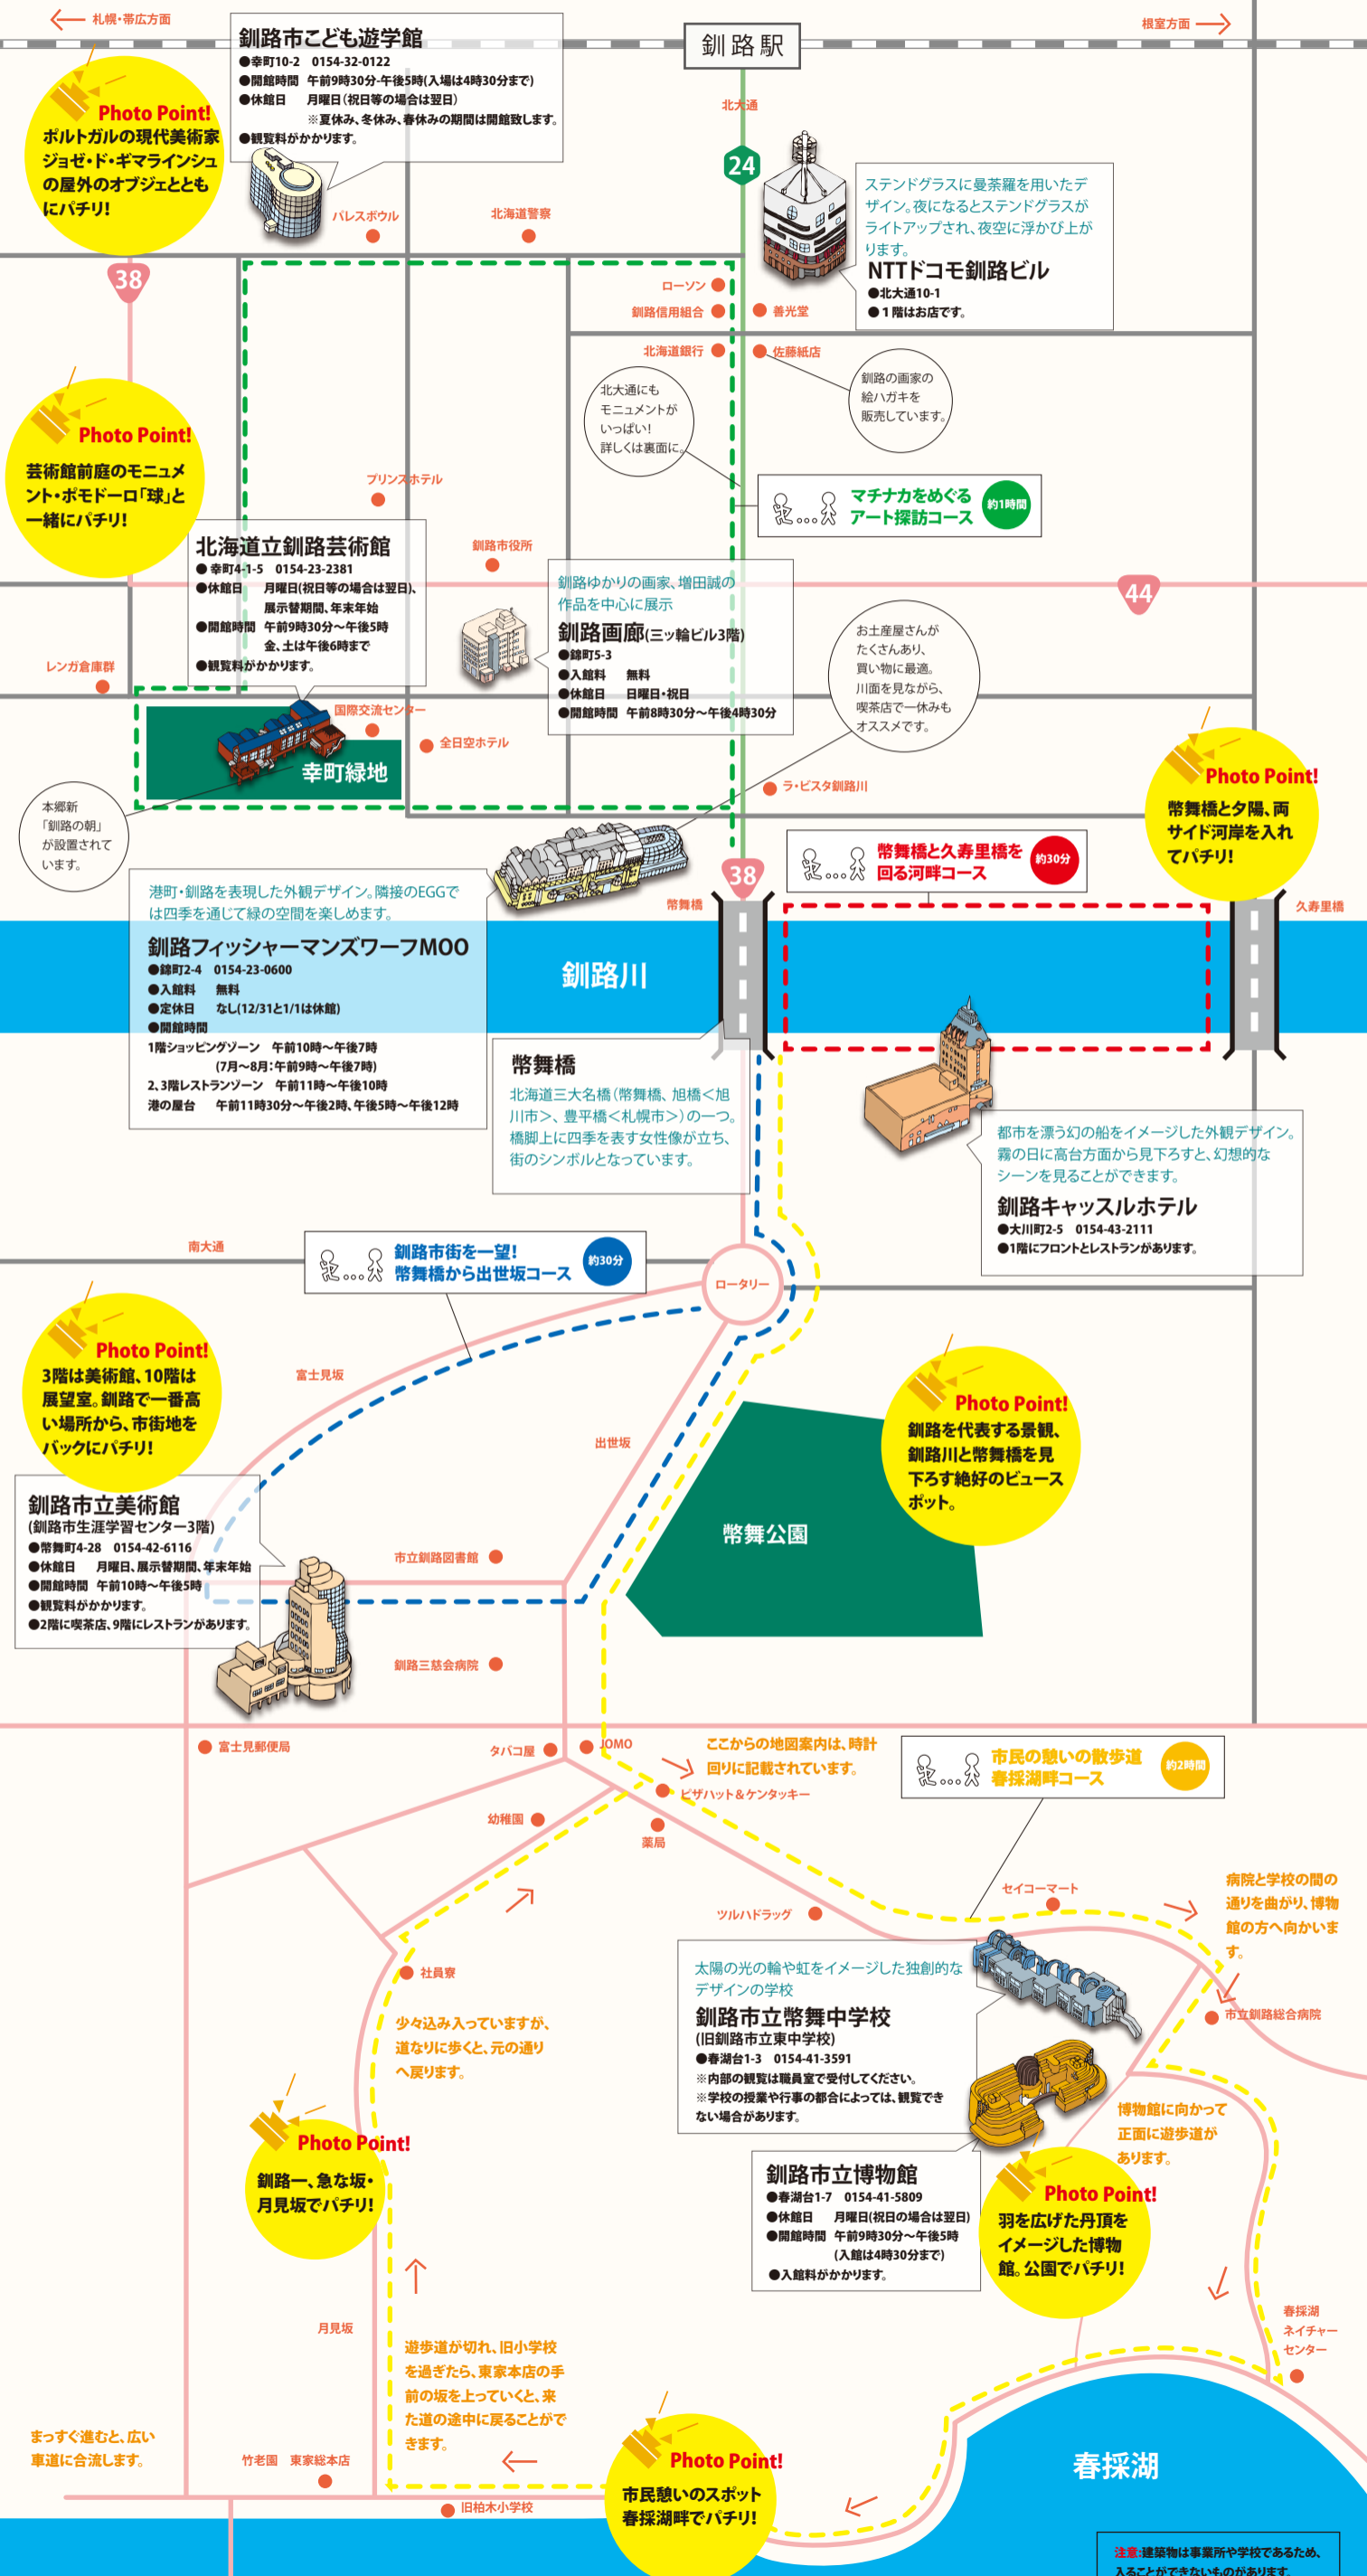 札幌・帯広方面
根室方面
釧路駅
北大通
24
釧路市こども遊学館
●幸町10-2 0154-32-0122
●開館時間 午前9時30分-午後5時(入場は4時30分まで)
●休館日 月曜日(祝日等の場合は翌日)
※夏休み、冬休み、春休みの期間は開館致します。
●観覧料がかかります。
Photo Point!
ポルトガルの現代美術家
ジョゼ・ド・ギマラインシュ
の屋外のオブジェととも
にパチリ!
パレスボウル
北海道警察
38
ステンドグラスに曼荼羅を用いたデ
ザイン。夜になるとステンドグラスが
ライトアップされ、夜空に浮かび上が
ります。
NTTドコモ釧路ビル
●北大通10-1
●１階はお店です。
ローソン
釧路信用組合
善光堂
北海道銀行
佐藤紙店
釧路の画家の
絵ハガキを
販売しています。
北大通にも
モニュメントが
いっぱい!
詳しくは裏面に。
Photo Point!
芸術館前庭のモニュメ
ント・ポモドーロ「球」と
一緒にパチリ!
プリンスホテル
マチナカをめぐる
アート探訪コース
約1時間
北海道立釧路芸術館
●幸町4-1-5 0154-23-2381
●休館日 月曜日(祝日等の場合は翌日)、
展示替期間、年末年始
●開館時間 午前9時30分～午後5時
金、土は午後6時まで
●観覧料がかかります。
釧路市役所
釧路ゆかりの画家、増田誠の
作品を中心に展示
釧路画廊(三ッ輪ビル3階)
●錦町5-3
●入館料 無料
●休館日 日曜日・祝日
●開館時間 午前8時30分～午後4時30分
44
お土産屋さんが
たくさんあり、
買い物に最適。
川面を見ながら、
喫茶店で一休みも
オススメです。
レンガ倉庫群
国際交流センター
全日空ホテル
幸町緑地
本郷新
「釧路の朝」
が設置されて
います。
ラ・ビスタ釧路川
Photo Point!
幣舞橋と夕陽、両
サイド河岸を入れ
てパチリ!
幣舞橋と久寿里橋を
回る河畔コース
約30分
38
幣舞橋
久寿里橋
港町・釧路を表現した外観デザイン。隣接のEGGで
は四季を通じて緑の空間を楽しめます。
釧路フィッシャーマンズワーフMOO
●錦町2-4 0154-23-0600
●入館料 無料
●定休日 なし(12/31と1/1は休館)
●開館時間
1階ショッピングゾーン 午前10時～午後7時
(7月～8月:午前9時～午後7時)
2、3階レストランゾーン 午前11時～午後10時
港の屋台 午前11時30分～午後2時、午後5時～午後12時
釧路川
幣舞橋
北海道三大名橋(幣舞橋、旭橋＜旭
川市＞、豊平橋＜札幌市＞)の一つ。
橋脚上に四季を表す女性像が立ち、
街のシンボルとなっています。
都市を漂う幻の船をイメージした外観デザイン。
霧の日に高台方面から見下ろすと、幻想的な
シーンを見ることができます。
釧路キャッスルホテル
●大川町2-5 0154-43-2111
●1階にフロントとレストランがあります。
南大通
釧路市街を一望!
幣舞橋から出世坂コース
約30分
ロータリー
Photo Point!
3階は美術館、10階は
展望室。釧路で一番高
い場所から、市街地を
バックにパチリ!
富士見坂
出世坂
Photo Point!
釧路を代表する景観、
釧路川と幣舞橋を見
下ろす絶好のビュース
ポット。
幣舞公園
釧路市立美術館
(釧路市生涯学習センター3階)
●幣舞町4-28 0154-42-6116
●休館日 月曜日、展示替期間、年末年始
●開館時間 午前10時～午後5時
●観覧料がかかります。
●2階に喫茶店、9階にレストランがあります。
市立釧路図書館
釧路三慈会病院
富士見郵便局
タバコ屋
JOMO
ここからの地図案内は、時計
回りに記載されています。
市民の憩いの散歩道
春採湖畔コース
約2時間
ピザハット＆ケンタッキー
幼稚園
薬局
セイコーマート
ツルハドラッグ
病院と学校の間の
通りを曲がり、博物
館の方へ向かいま
す。
市立釧路総合病院
社員寮
少々込み入っていますが、
道なりに歩くと、元の通り
へ戻ります。
太陽の光の輪や虹をイメージした独創的な
デザインの学校
釧路市立幣舞中学校
(旧釧路市立東中学校)
●春湖台1-3 0154-41-3591
※内部の観覧は職員室で受付してください。
※学校の授業や行事の都合によっては、観覧でき
ない場合があります。
博物館に向かって
正面に遊歩道が
あります。
Photo Point!
釧路一、急な坂・
月見坂でパチリ!
釧路市立博物館
●春湖台1-7 0154-41-5809
●休館日 月曜日(祝日の場合は翌日)
●開館時間 午前9時30分～午後5時
(入館は4時30分まで)
●入館料がかかります。
Photo Point!
羽を広げた丹頂を
イメージした博物
館。公園でパチリ!
春採湖
ネイチャー
センター
月見坂
遊歩道が切れ、旧小学校
を過ぎたら、東家本店の手
前の坂を上っていくと、来
た道の途中に戻ることがで
きます。
まっすぐ進むと、広い
車道に合流します。
竹老園 東家総本店
旧柏木小学校
Photo Point!
市民憩いのスポット
春採湖畔でパチリ!
春採湖
注意:建築物は事業所や学校であるため、
入ることができないものがあります。